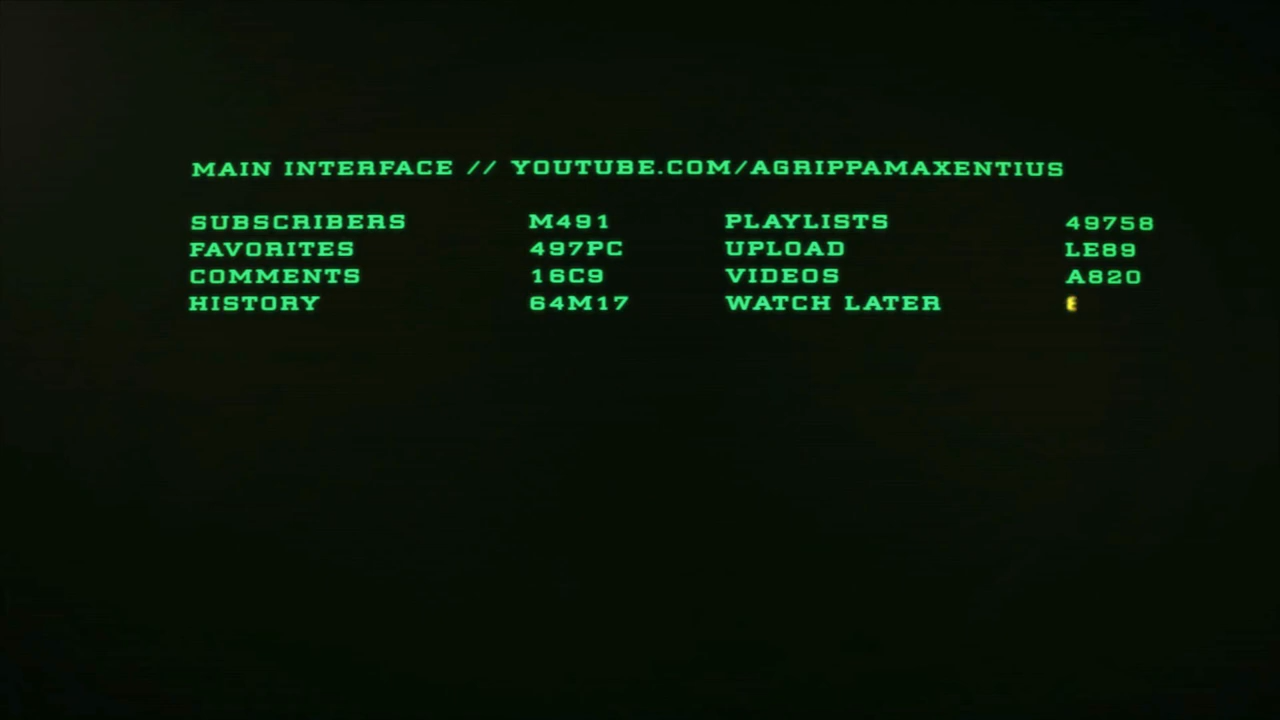 MAIN INTERFACE // YOUTUBE.COM/AGRIPPAMAXENTIUS
SUBSCRIBERS M491 PLAYLISTS 49758
FAVORITES 497PC UPLOAD LE89
COMMENTS 16C9 VIDEOS A820
HISTORY 64M17 WATCH LATER